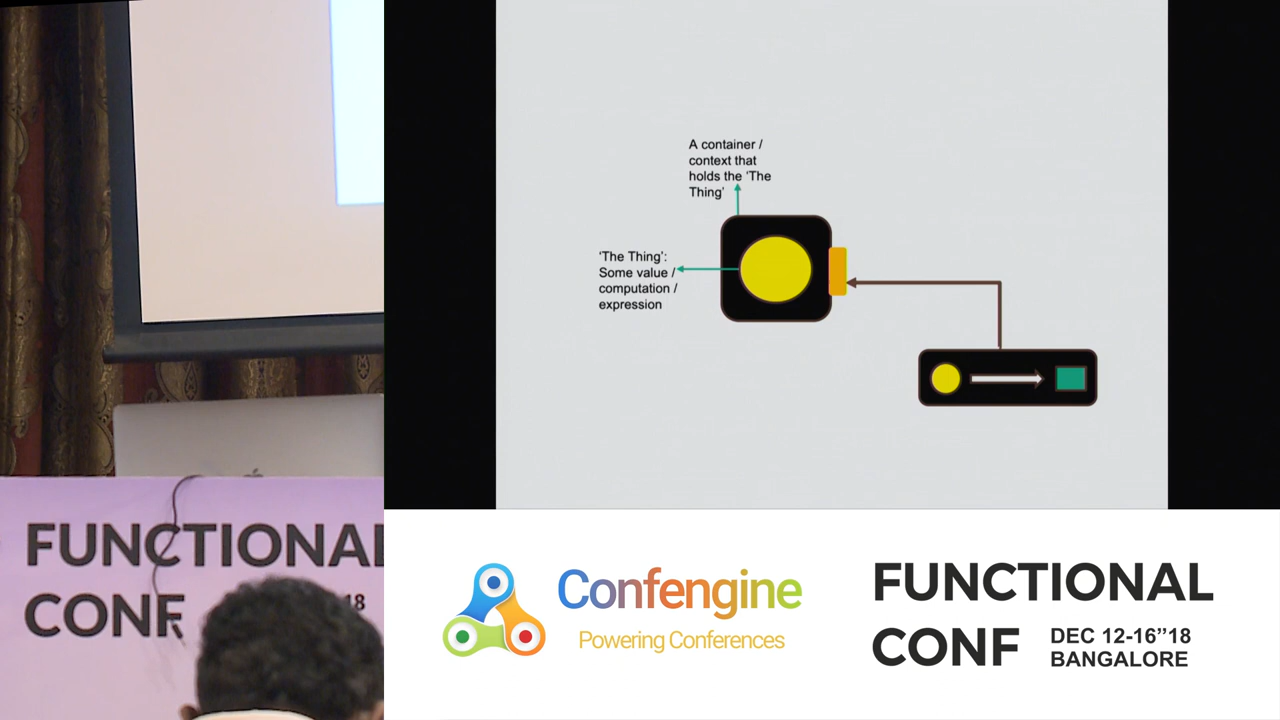 A container /
context that
holds the ‘The
Thing’
‘The Thing’:
Some value /
computation /
expression
FUNCTIONAL
CONF
18
Confengine
Powering Conferences
FUNCTIONAL
CONF
DEC 12-16”18
BANGALORE